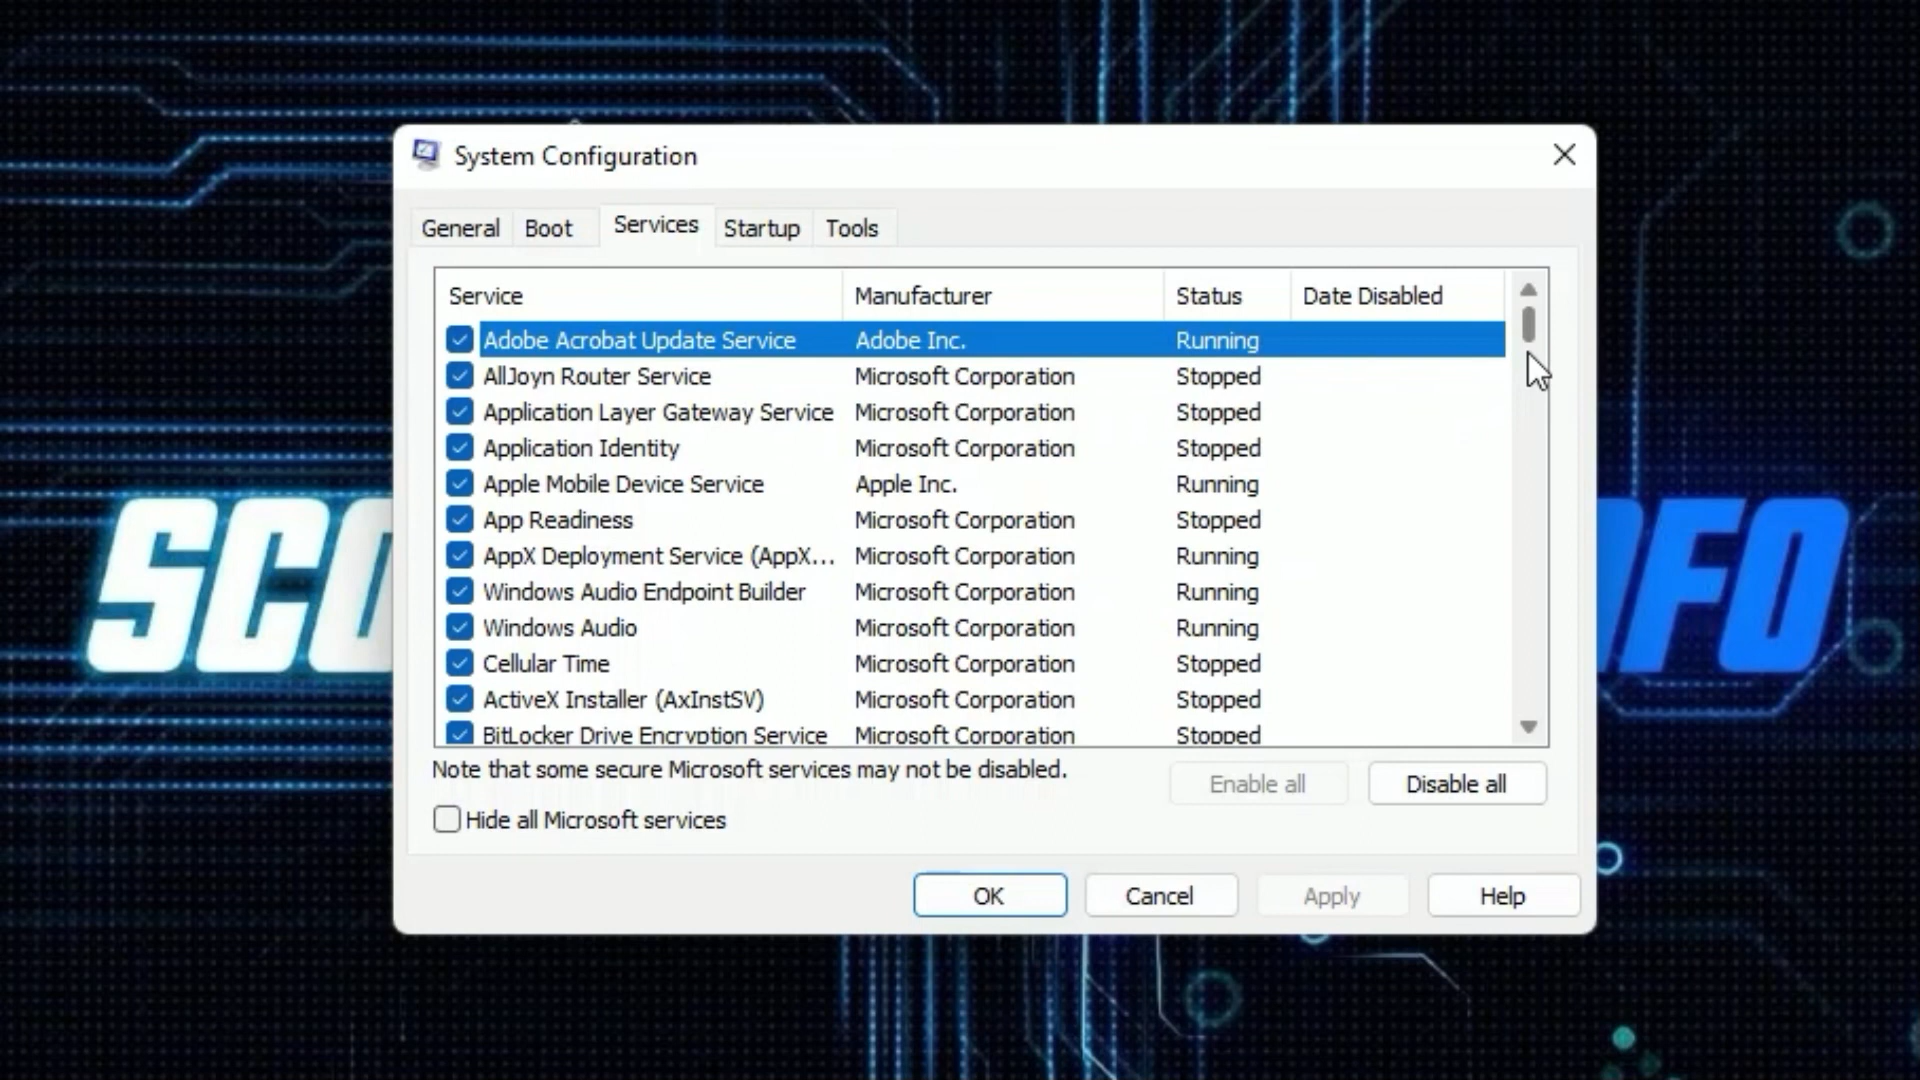 System Configuration
General Boot Services Startup Tools
Service Manufacturer Status Date Disabled
Adobe Acrobat Update Service Adobe Inc. Running
AllJoyn Router Service Microsoft Corporation Stopped
Application Layer Gateway Service Microsoft Corporation Stopped
Application Identity Microsoft Corporation Stopped
Apple Mobile Device Service Apple Inc. Running
App Readiness Microsoft Corporation Stopped
AppX Deployment Service (AppX... Microsoft Corporation Running
Windows Audio Endpoint Builder Microsoft Corporation Running
Windows Audio Microsoft Corporation Running
Cellular Time Microsoft Corporation Stopped
ActiveX Installer (AxInstSV) Microsoft Corporation Stopped
BitLocker Drive Encryption Service Microsoft Corporation Stopped
Note that some secure Microsoft services may not be disabled.
Enable all Disable all
Hide all Microsoft services
OK Cancel Apply Help